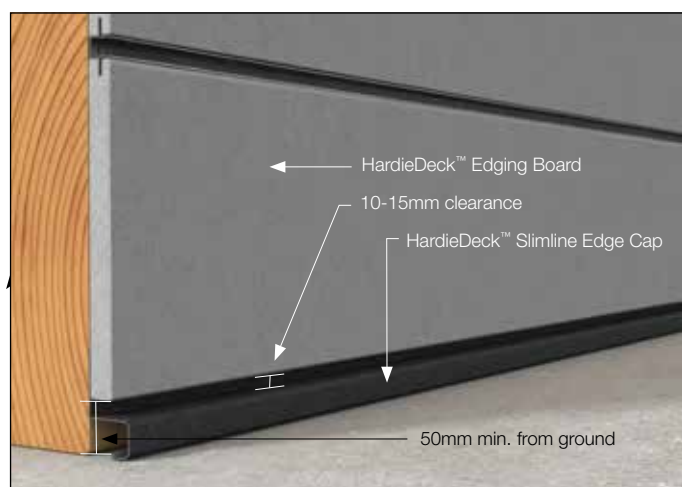 HardieDeck™ Edging Board
10-15mm clearance
HardieDeck™ Slimline Edge Cap
50mm min. from ground